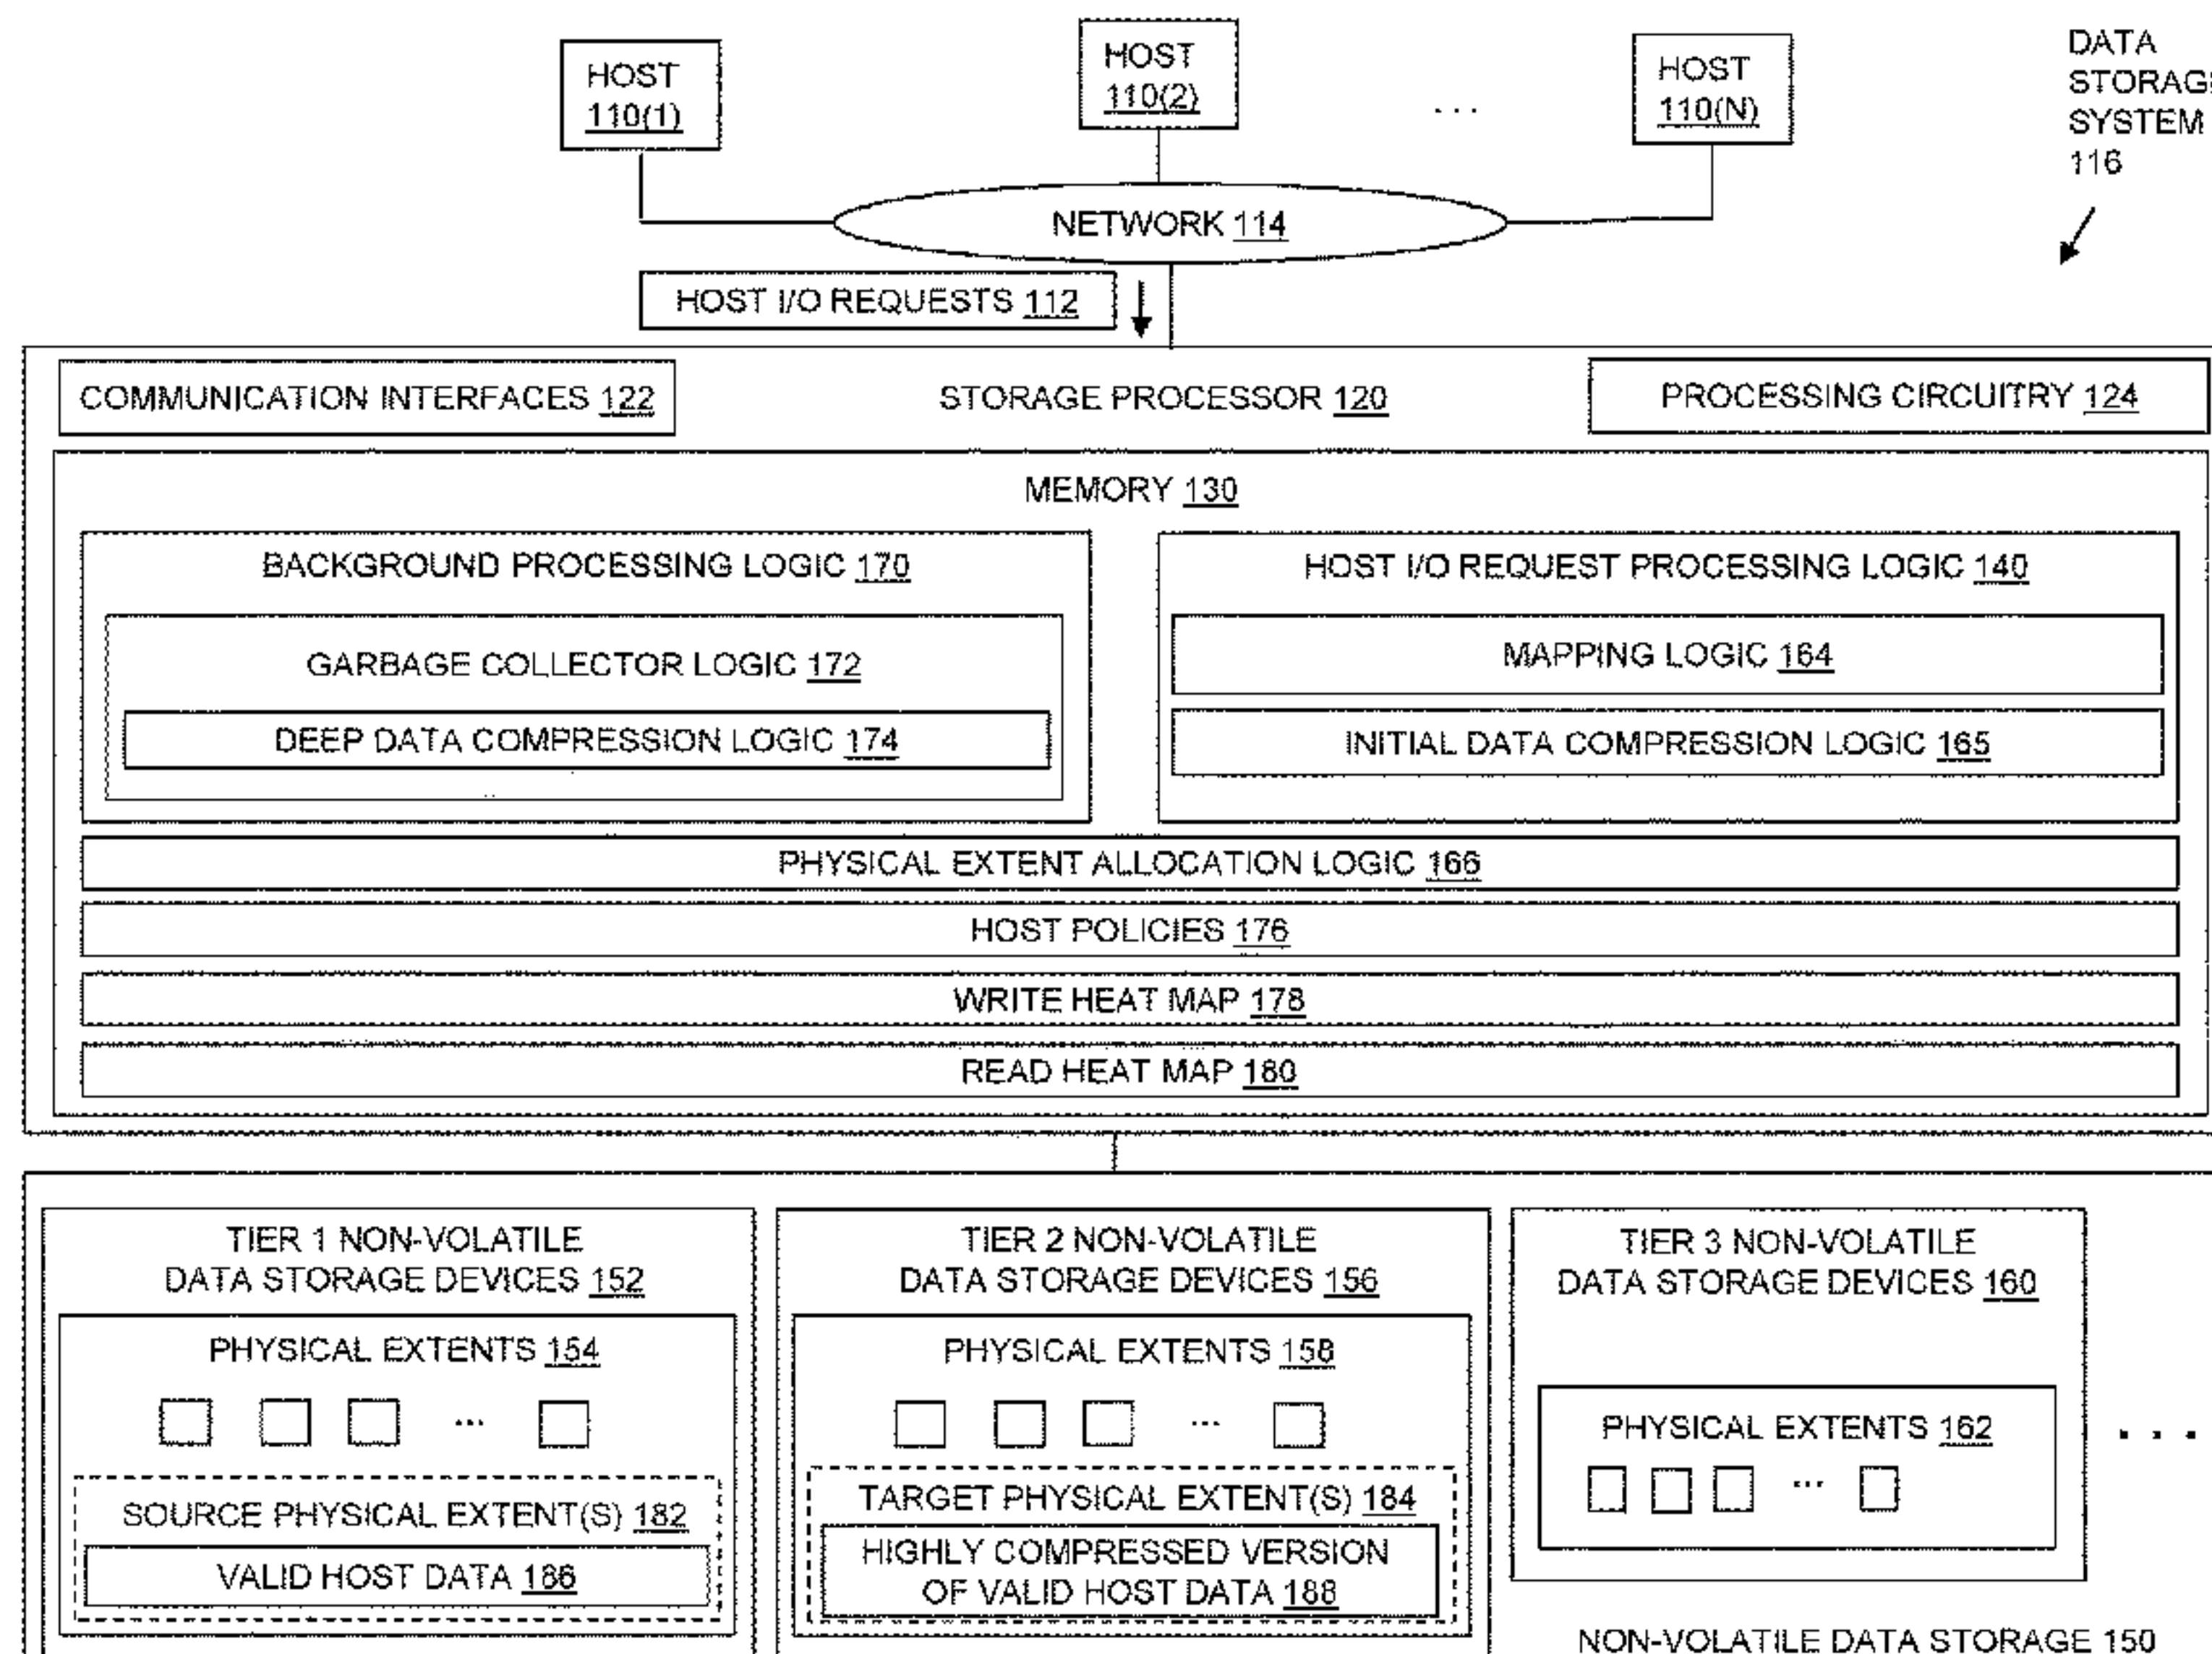 HOST
110(1)
HOST
110(2)
. . .
HOST
110(N)
DATA
STORAGE
SYSTEM
116
NETWORK 114
HOST I/O REQUESTS 112
COMMUNICATION INTERFACES 122
STORAGE PROCESSOR 120
PROCESSING CIRCUITRY 124
MEMORY 130
BACKGROUND PROCESSING LOGIC 170
GARBAGE COLLECTOR LOGIC 172
DEEP DATA COMPRESSION LOGIC 174
HOST I/O REQUEST PROCESSING LOGIC 140
MAPPING LOGIC 164
INITIAL DATA COMPRESSION LOGIC 165
PHYSICAL EXTENT ALLOCATION LOGIC 166
HOST POLICIES 176
WRITE HEAT MAP 178
READ HEAT MAP 180
TIER 1 NON-VOLATILE
DATA STORAGE DEVICES 152
PHYSICAL EXTENTS 154
...
SOURCE PHYSICAL EXTENT(S) 182
VALID HOST DATA 186
TIER 2 NON-VOLATILE
DATA STORAGE DEVICES 156
PHYSICAL EXTENTS 158
...
TARGET PHYSICAL EXTENT(S) 184
HIGHLY COMPRESSED VERSION
OF VALID HOST DATA 188
TIER 3 NON-VOLATILE
DATA STORAGE DEVICES 160
PHYSICAL EXTENTS 162
...
. . .
NON-VOLATILE DATA STORAGE 150